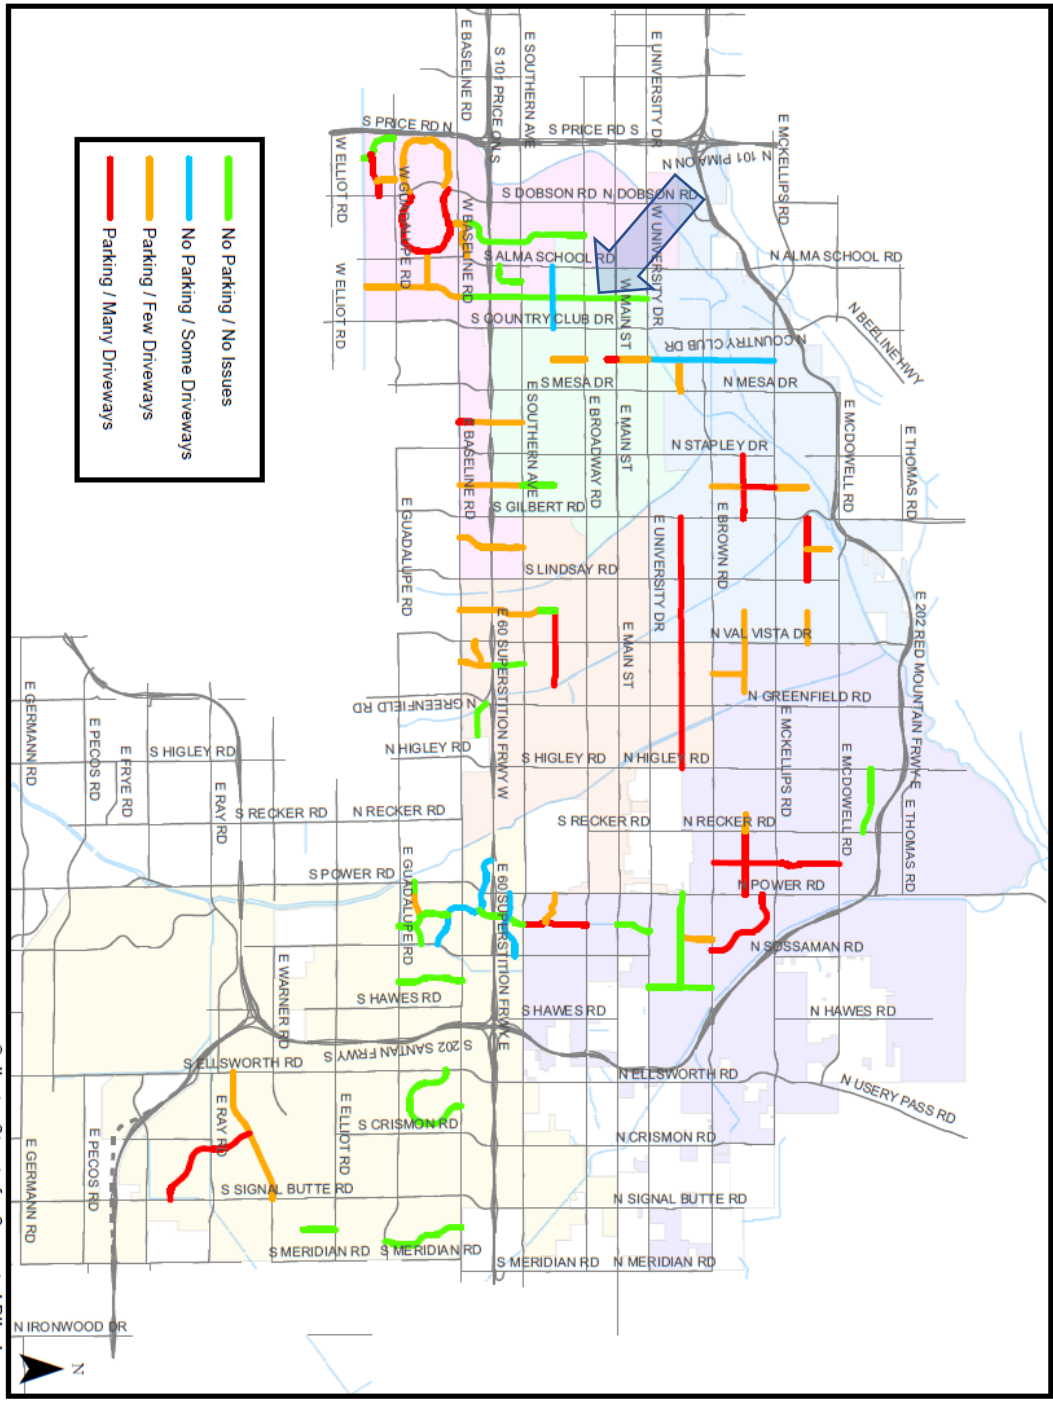 E BASELINE RD
S 101 PRICE ON S
E SOUTHERN AVE
E UNIVERSITY DR
E MCKELLIPS RD
S PRICE RD N
S PRICE RD S
N 101 PIMA ON N
W ELLIOT RD
W GUADALUPE RD
W BASELINE RD
S DOBSON RD
N DOBSON RD
W UNIVERSITY DR
S ALMA SCHOOL RD
N ALMA SCHOOL RD
W ELLIOT RD
W MAIN ST
S COUNTRY CLUB DR
N COUNTRY CLUB DR
N BEELINE HWY
S MESA DR
N MESA DR
E SOUTHERN AVE
E BROADWAY RD
E MAIN ST
N STAPLEY DR
E MCDOWELL RD
E THOMAS RD
E BASELINE RD
S GILBERT RD
E GUADALUPE RD
E UNIVERSITY DR
E BROWN RD
S LINDSAY RD
E 60 SUPERSTITION FRWY W
E MAIN ST
N VAL VISTA DR
E 202 RED MOUNTAIN FRWY E
N GREENFIELD RD
N GREENFIELD RD
E GERMANN RD
E PECOS RD
E FRYE RD
S HIGLEY RD
E RAY RD
N HIGLEY RD
S HIGLEY RD
N HIGLEY RD
E MCKELLIPS RD
E MCDOWELL RD
E THOMAS RD
S RECKER RD
N RECKER RD
S RECKER RD
N RECKER RD
S POWER RD
E GUADALUPE RD
E 60 SUPERSTITION FRWY E
N POWER RD
N SOSSAMAN RD
E WARNER RD
S HAWES RD
S HAWES RD
N HAWES RD
S 202 SANTAN FRWY S
S ELLSWORTH RD
N ELLSWORTH RD
N USERY PASS RD
E RAY RD
E ELLIOT RD
S CRISMON RD
N CRISMON RD
E GERMANN RD
E PECOS RD
S SIGNAL BUTTE RD
N SIGNAL BUTTE RD
S MERIDIAN RD
S MERIDIAN RD
S MERIDIAN RD
N MERIDIAN RD
N IRONWOOD DR
N
No Parking / No Issues
No Parking / Some Driveways
Parking / Few Driveways
Parking / Many Driveways